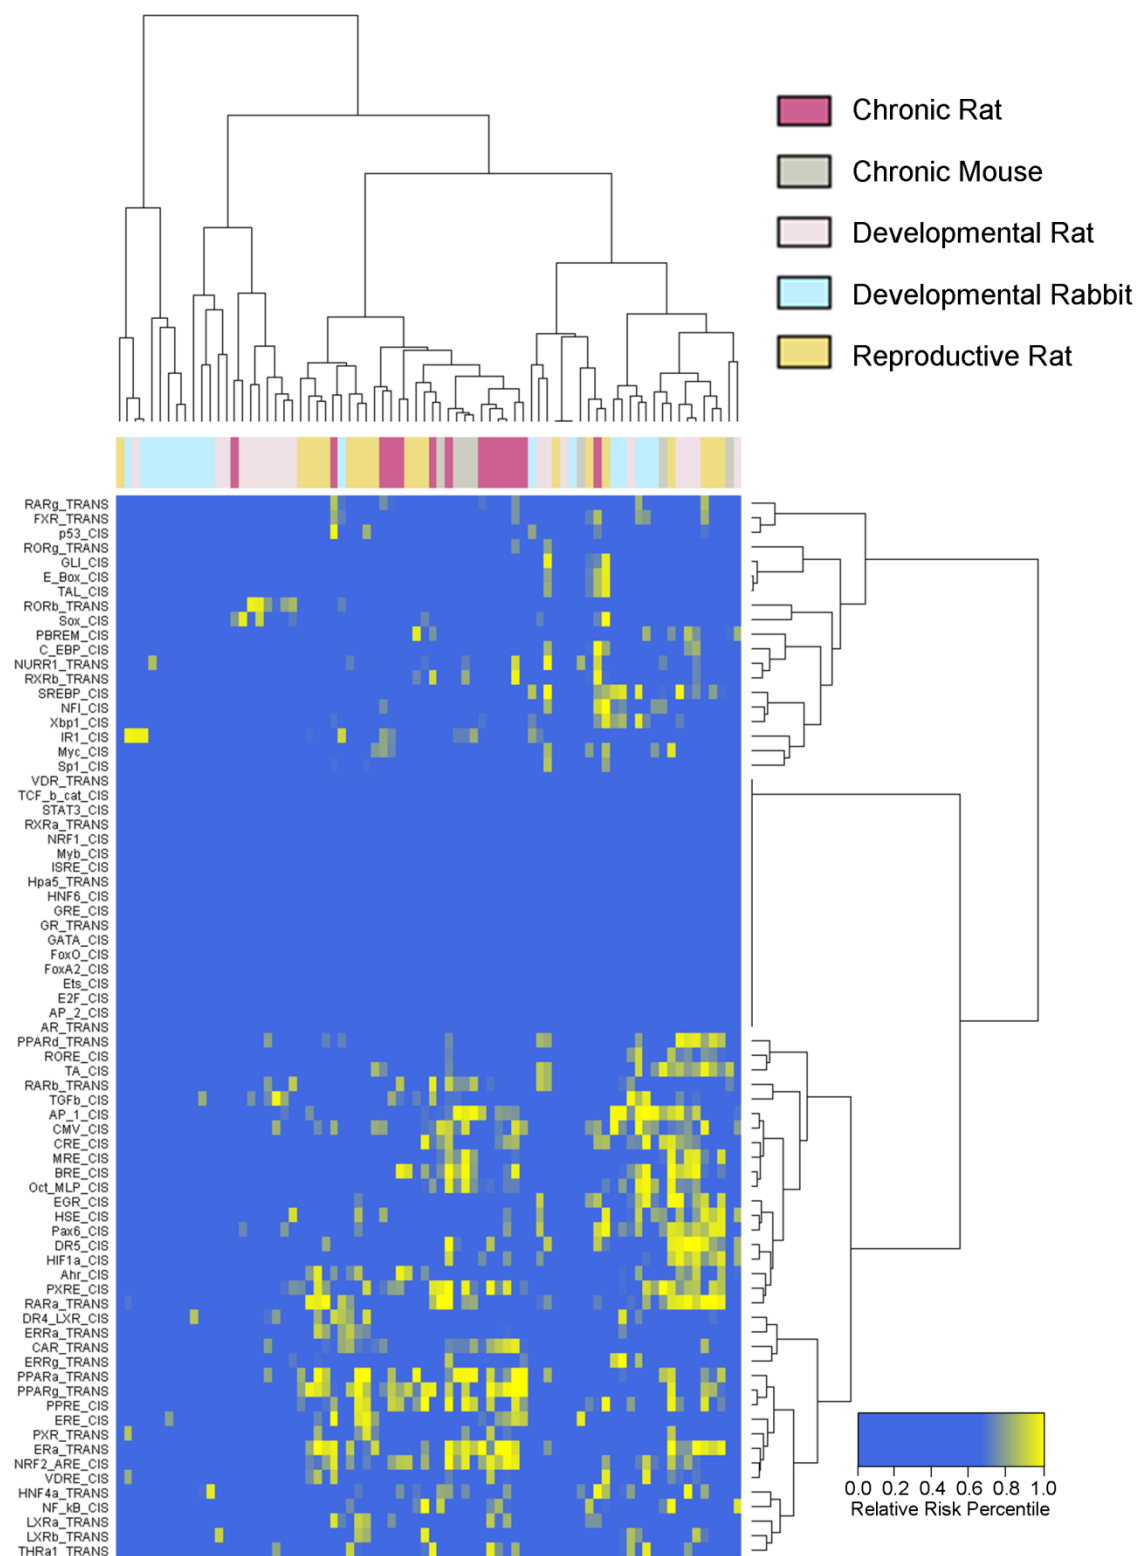 Chronic Rat
Chronic Mouse
Developmental Rat
Developmental Rabbit
Reproductive Rat
RARg_TRANS
FXR_TRANS
p53_CIS
RORg_TRANS
GLI_CIS
E_Box_CIS
TAL_CIS
RORb_TRANS
Sox_CIS
PBREM_CIS
C_EBP_CIS
NURR1_TRANS
RXRb_TRANS
SREBP_CIS
NFI_CIS
Xbp1_CIS
IR1_CIS
Myc_CIS
Sp1_CIS
VDR_TRANS
TCF_b_cat_CIS
STAT3_CIS
RXRa_TRANS
NRF1_CIS
Myb_CIS
ISRE_CIS
Hpa5_TRANS
HNF6_CIS
GRE_CIS
GR_TRANS
GATA_CIS
FoxO_CIS
FoxA2_CIS
Ets_CIS
E2F_CIS
AP_2_CIS
AR_TRANS
PPARd_TRANS
RORE_CIS
TA_CIS
RARb_TRANS
TGFb_CIS
AP_1_CIS
CMV_CIS
CRE_CIS
MRE_CIS
BRE_CIS
Oct_MLP_CIS
EGR_CIS
HSE_CIS
Pax6_CIS
DR5_CIS
HIF1a_CIS
Ahr_CIS
PXRE_CIS
RARa_TRANS
DR4_LXR_CIS
ERRa_TRANS
CAR_TRANS
ERRg_TRANS
PPARa_TRANS
PPARg_TRANS
PPRE_CIS
ERE_CIS
PXR_TRANS
ERa_TRANS
NRF2_ARE_CIS
VDRE_CIS
HNF4a_TRANS
NF_kB_CIS
LXRa_TRANS
LXRb_TRANS
THRa1_TRANS
0.0 0.2 0.4 0.6 0.8 1.0
Relative Risk Percentile